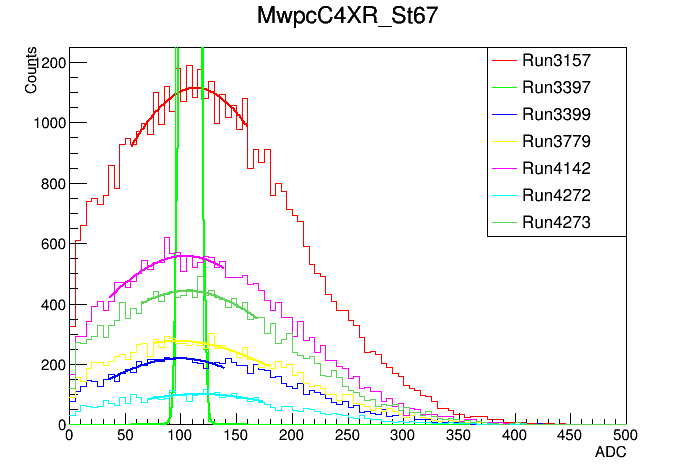 MwpcC4XR_St67
Counts
1200
1000
800
600
400
200
0
0 50 100 150 200 250 300 350 400 450 500
ADC
Run3157
Run3397
Run3399
Run3779
Run4142
Run4272
Run4273